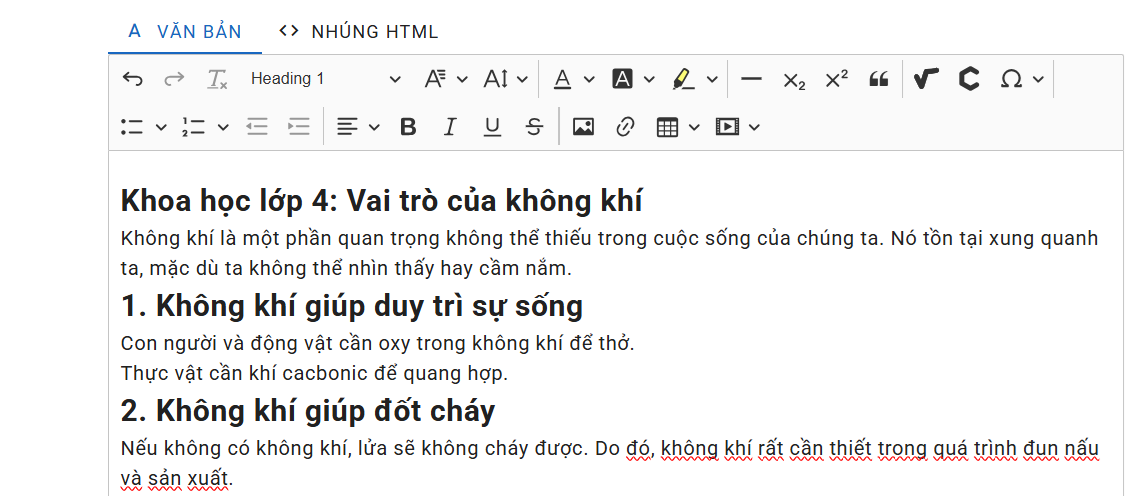 A VĂN BẢN <> NHÚNG HTML
Heading 1
Khoa học lớp 4: Vai trò của không khí
Không khí là một phần quan trọng không thể thiếu trong cuộc sống của chúng ta. Nó tồn tại xung quanh
ta, mặc dù ta không thể nhìn thấy hay cầm nắm.
1. Không khí giúp duy trì sự sống
Con người và động vật cần oxy trong không khí để thở.
Thực vật cần khí cacbonic để quang hợp.
2. Không khí giúp đốt cháy
Nếu không có không khí, lửa sẽ không cháy được. Do đó, không khí rất cần thiết trong quá trình đun nấu
và sản xuất.